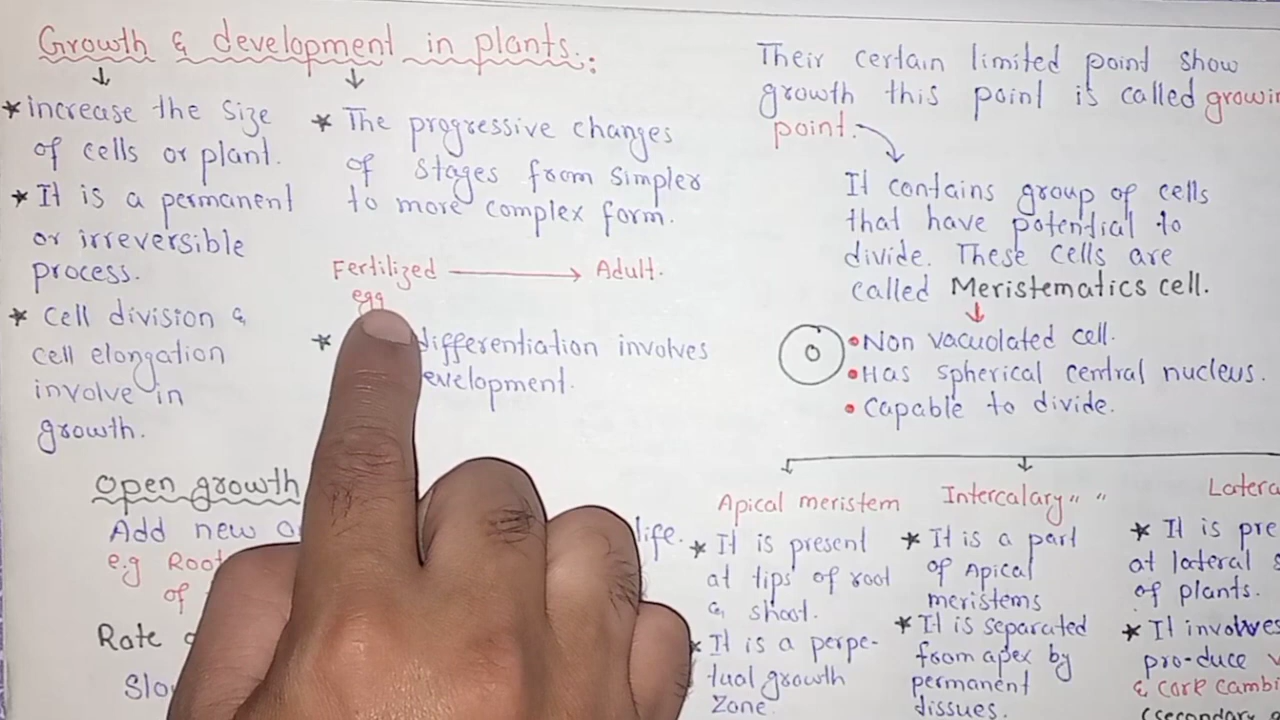 Growth & development in plants:
* increase the size
of cells or plant.
* It is a permanent
or irreversible
process.
* Cell division &
cell elongation
involve in
growth.
* The progressive changes
of stages from simpler
to more complex form.
Fertilized → Adult.
egg
* differentiation involves
evelopment.
Open growth
Add new
e.g Root
of
life.
Rate
Their certain limited point show
growth this point is called
point.
It contains group of cells
that have potential to
divide. These cells are
called Meristematics cell.
• Non vacuolated cell.
• Has spherical central nucleus.
• Capable to divide.
Apical meristem
* It is present
at tips of root
& shoot.
* It is a perpe-
tual growth
Zone.
Intercalary " "
* It is a part
of Apical
meristems
* It is separated
from apex by
permanent
tissues.
* It is
at lateral
of plants.
* It involves
pro-duce
& cork